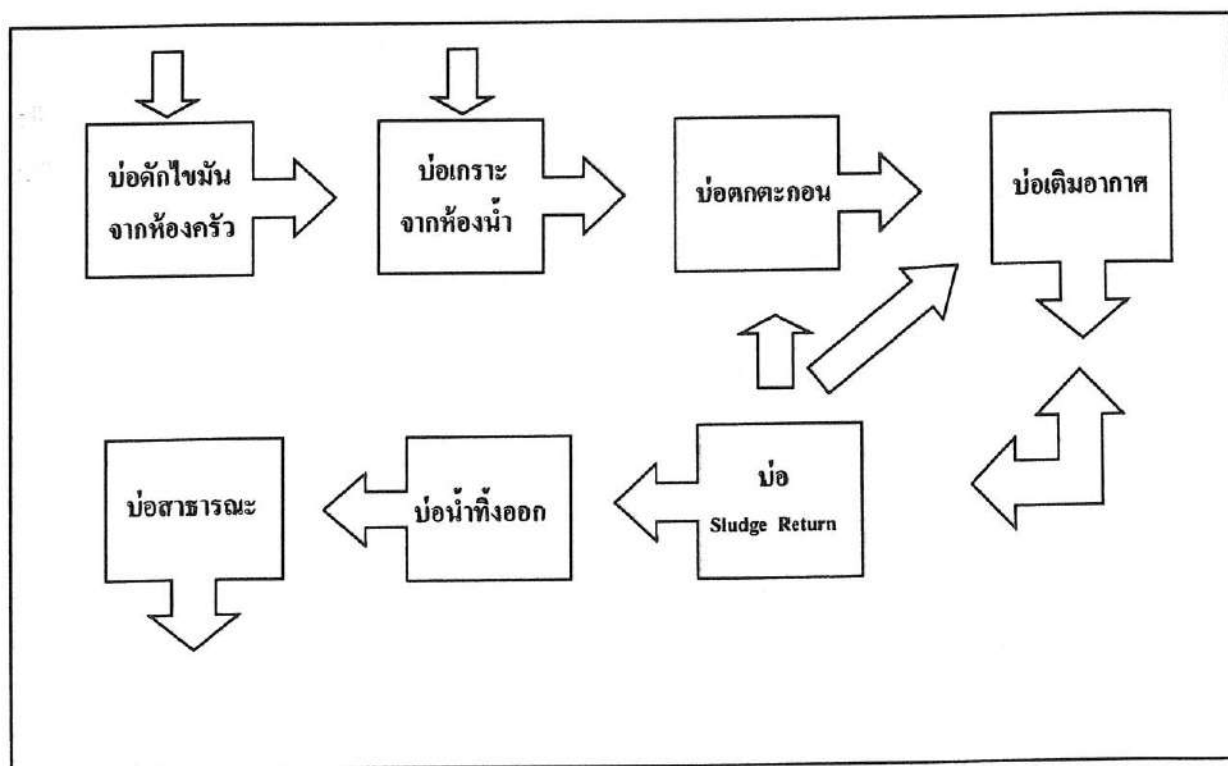 บ่อดักไขมัน
จากห้องครัว
บ่อเกราะ
จากห้องน้ำ
บ่อตกตะกอน
บ่อเติมอากาศ
บ่อสาธารณะ
บ่อน้ำทิ้งออก
บ่อ
Sludge Return